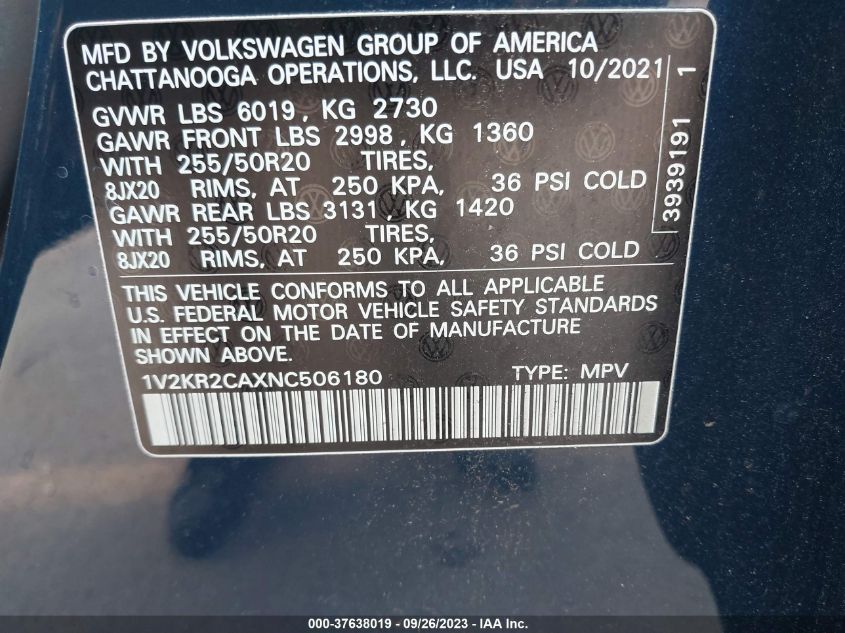 MFD BY VOLKSWAGEN GROUP OF AMERICA
CHATTANOOGA OPERATIONS, LLC. USA 10/2021
GVWR LBS 6019, KG 2730
GAWR FRONT LBS 2998, KG 1360
WITH 255/50R20 TIRES,
8JX20 RIMS, AT 250 KPA, 36 PSI COLD
GAWR REAR LBS 3131, KG 1420
WITH 255/50R20 TIRES,
8JX20 RIMS, AT 250 KPA, 36 PSI COLD
THIS VEHICLE CONFORMS TO ALL APPLICABLE
U.S. FEDERAL MOTOR VEHICLE SAFETY STANDARDS
IN EFFECT ON THE DATE OF MANUFACTURE
SHOWN ABOVE.
1V2KR2CAXNC506180 TYPE: MPV
3939191 1
000-37638019 - 09/26/2023 - IAA Inc.